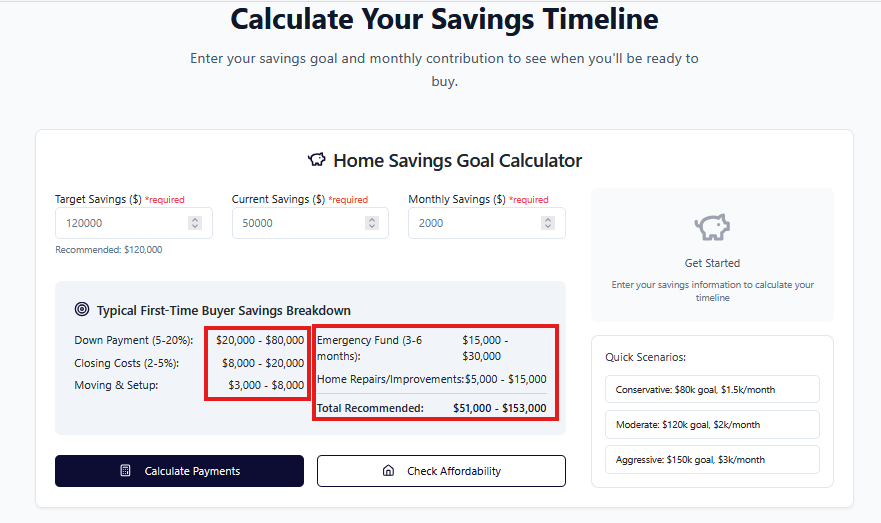 Calculate Your Savings Timeline
Enter your savings goal and monthly contribution to see when you'll be ready to
buy.
Home Savings Goal Calculator
Target Savings ($) *required
Current Savings ($) *required
Monthly Savings ($) *required
120000
50000
2000
Recommended: $120,000
Typical First-Time Buyer Savings Breakdown
Down Payment (5-20%): $20,000 - $80,000
Closing Costs (2-5%): $8,000 - $20,000
Moving & Setup: $3,000 - $8,000
Emergency Fund (3-6 $15,000 -
months): $30,000
Home Repairs/Improvements: $5,000 - $15,000
Total Recommended: $51,000 - $153,000
Calculate Payments
Check Affordability
Get Started
Enter your savings information to calculate your
timeline
Quick Scenarios:
Conservative: $80k goal, $1.5k/month
Moderate: $120k goal, $2k/month
Aggressive: $150k goal, $3k/month